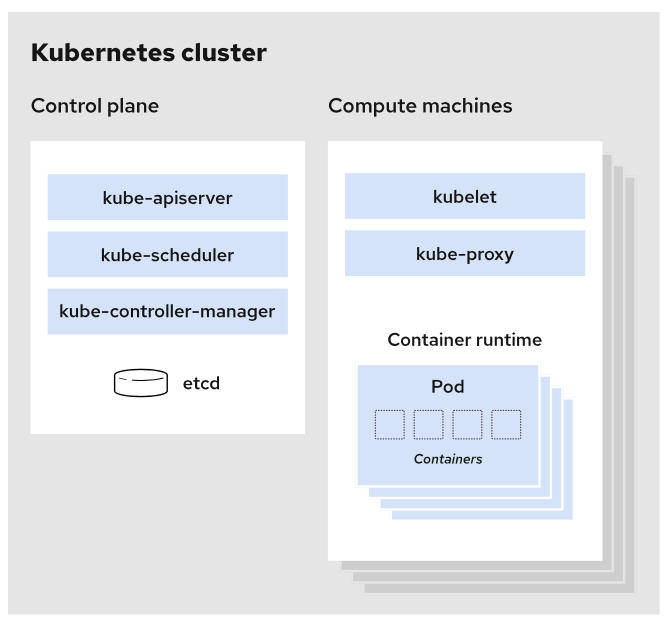 Kubernetes cluster
Control plane
kube-apiserver
kube-scheduler
kube-controller-manager
etcd
Compute machines
kubelet
kube-proxy
Container runtime
Pod
Containers